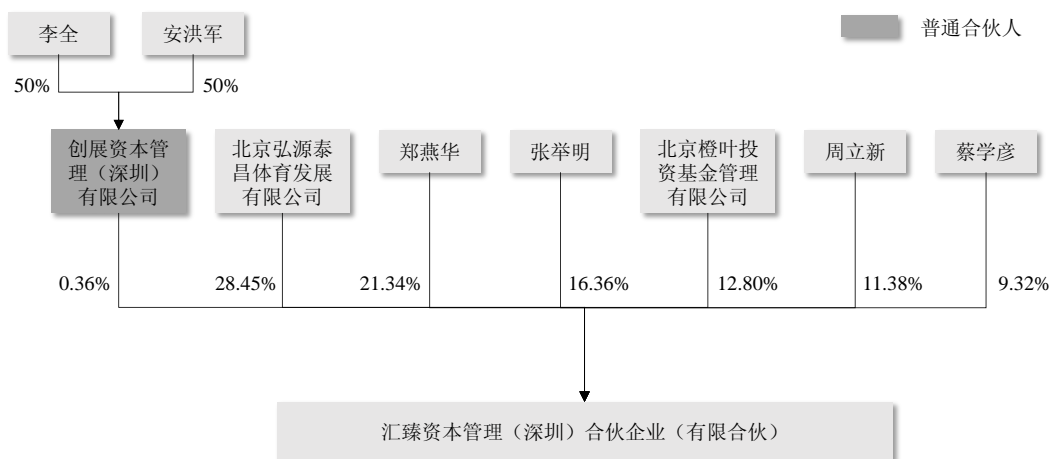 李全
安洪军
普通合伙人
50%
50%
创展资本管
理（深圳）
有限公司
北京弘源泰
昌体育发展
有限公司
郑燕华
张举明
北京橙叶投
资基金管理
有限公司
周立新
蔡学彦
0.36%
28.45%
21.34%
16.36%
12.80%
11.38%
9.32%
汇臻资本管理（深圳）合伙企业（有限合伙）